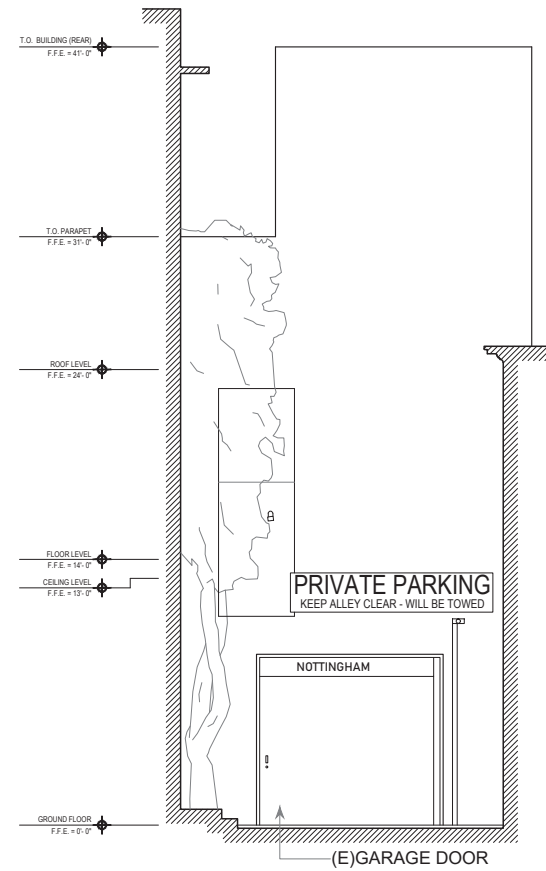 T.O. BUILDING (REAR)
F.F.E. = 41'- 0"
T.O. PARAPET
F.F.E. = 31'- 0"
ROOF LEVEL
F.F.E. = 24'- 0"
FLOOR LEVEL
F.F.E. = 14'- 0"
CEILING LEVEL
F.F.E. = 13'- 0"
PRIVATE PARKING
KEEP ALLEY CLEAR - WILL BE TOWED
NOTTINGHAM
GROUND FLOOR
F.F.E. = 0'- 0"
(E)GARAGE DOOR